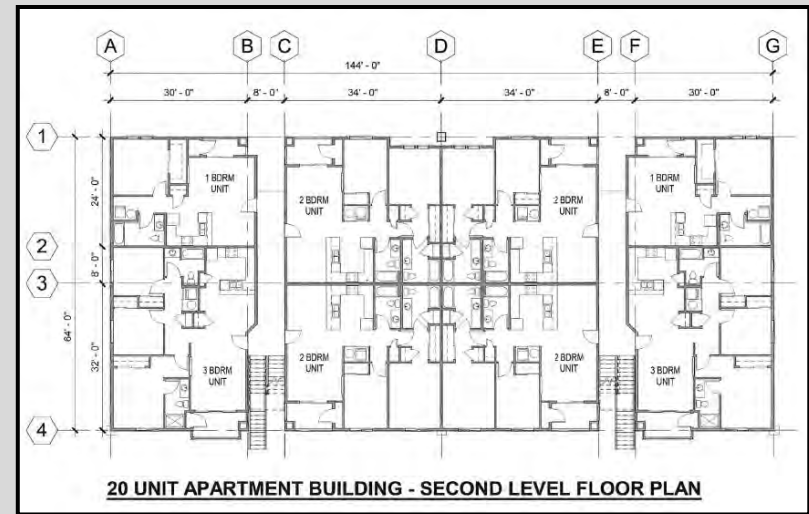 A B C D E F G
144' - 0"
30' - 0" 8' - 0' 34' - 0" 34' - 0" 8' - 0" 30' - 0"
1
24' - 0"
1 BDRM
UNIT
2 BDRM
UNIT
2 BDRM
UNIT
1 BDRM
UNIT
2
8' - 0"
3
64' - 0"
32' - 0"
3 BDRM
UNIT
2 BDRM
UNIT
2 BDRM
UNIT
3 BDRM
UNIT
4
20 UNIT APARTMENT BUILDING - SECOND LEVEL FLOOR PLAN